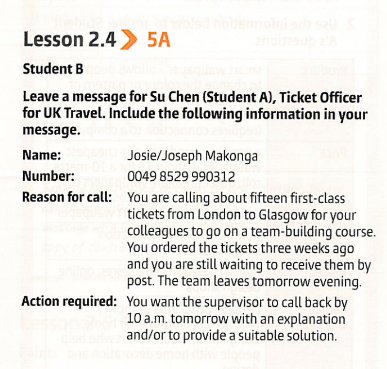 Lesson 2.4 > 5A
Student B
Leave a message for Su Chen (Student A), Ticket Officer
for UK Travel. Include the following information in your
message.
Name: Josie/Joseph Makonga
Number: 0049 8529 990312
Reason for call: You are calling about fifteen first-class
tickets from London to Glasgow for your
colleagues to go on a team-building course.
You ordered the tickets three weeks ago
and you are still waiting to receive them by
post. The team leaves tomorrow evening.
Action required: You want the supervisor to call back by
10 a.m. tomorrow with an explanation
and/or to provide a suitable solution.